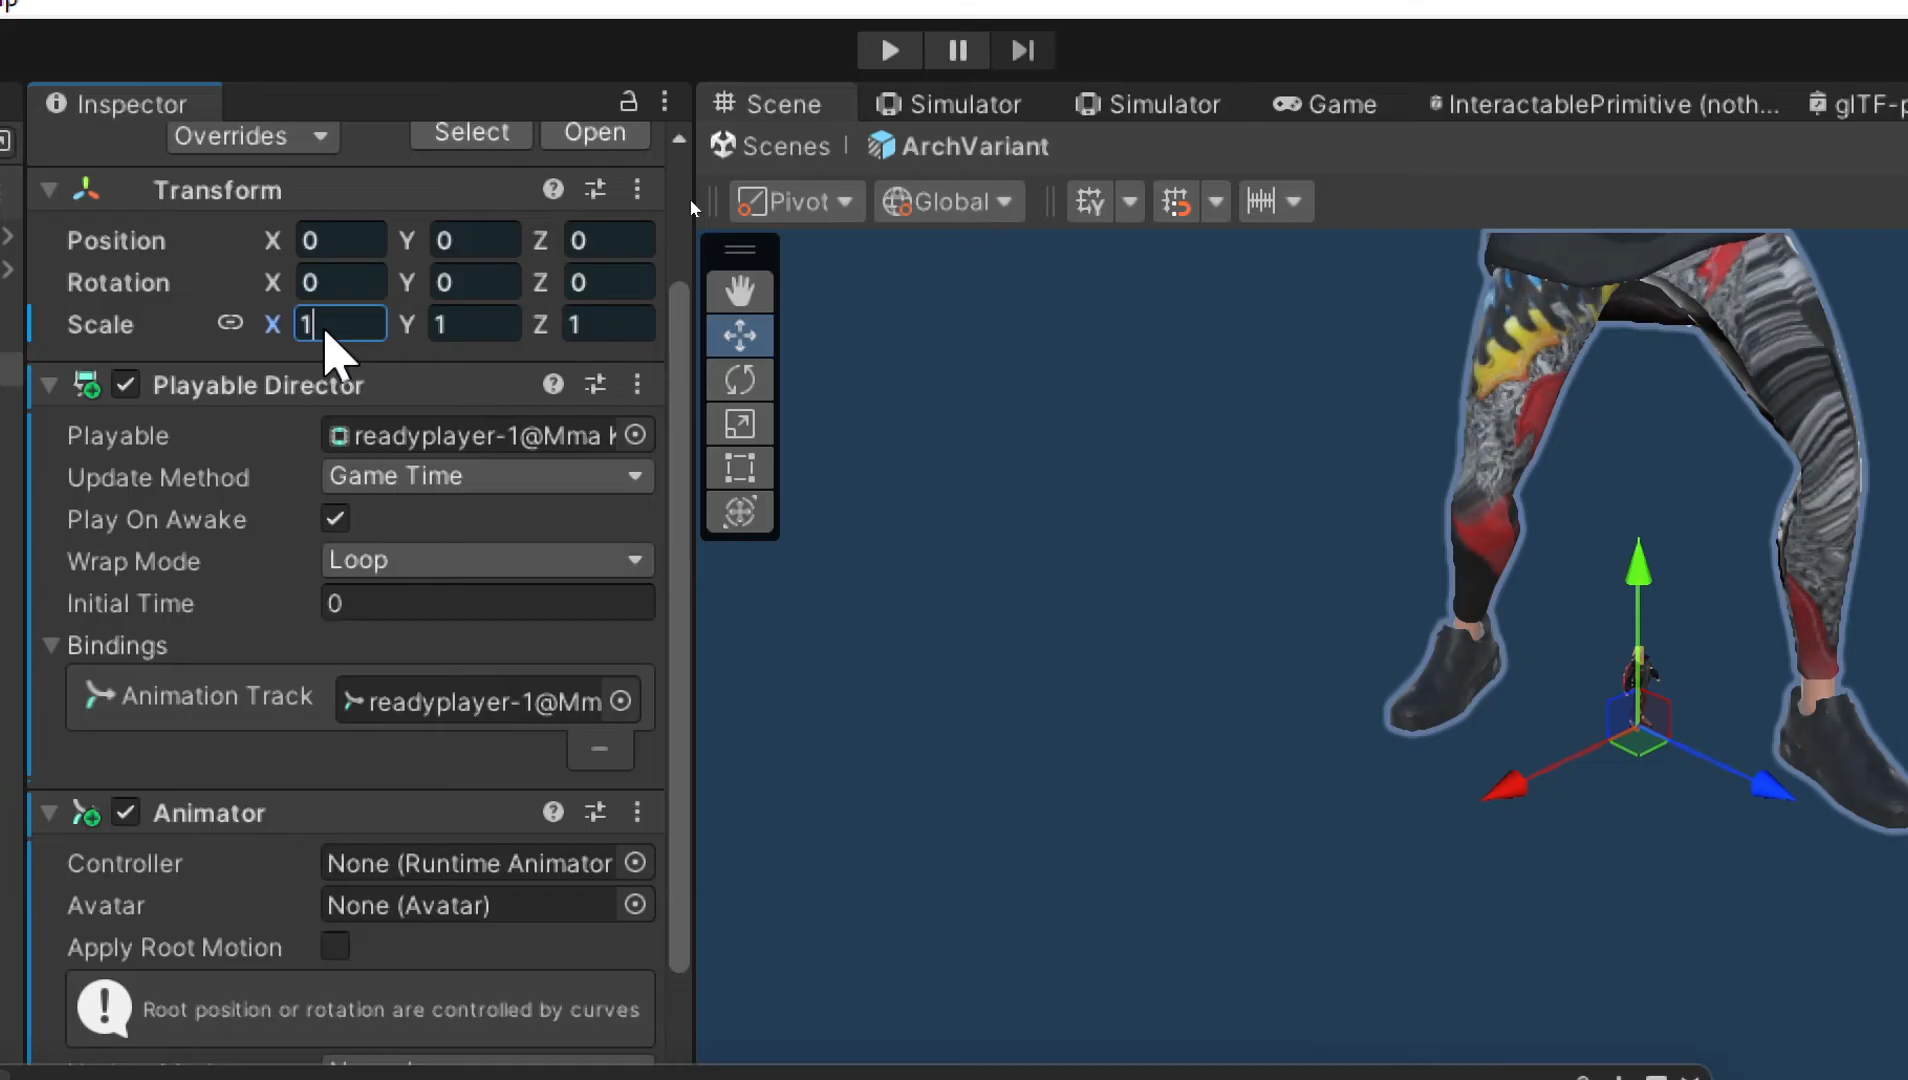 Inspector
Scene
Simulator
Simulator
Game
InteractablePrimitive (noth...
glTF-p
Overrides
Select
Open
Scenes
ArchVariant
Transform
Pivot
Global
Position X 0 Y 0 Z 0
Rotation X 0 Y 0 Z 0
Scale X 1 Y 1 Z 1
Playable Director
Playable readyplayer-1@Mma
Update Method Game Time
Play On Awake
Wrap Mode Loop
Initial Time 0
Bindings
Animation Track readyplayer-1@Mm
Animator
Controller None (Runtime Animator
Avatar None (Avatar)
Apply Root Motion
Root position or rotation are controlled by curves